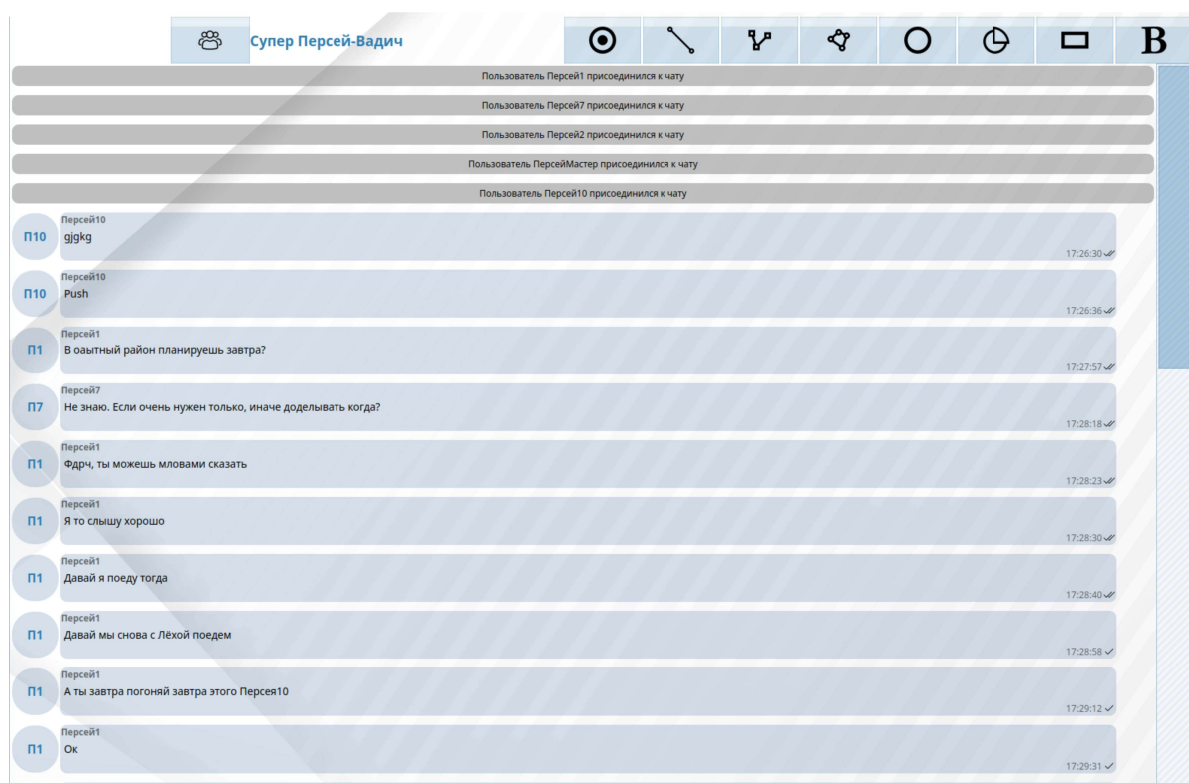 Супер Персей-Вадич
B
Пользователь Персей1 присоединился к чату
Пользователь Персей7 присоединился к чату
Пользователь Персей2 присоединился к чату
Пользователь ПерсейМастер присоединился к чату
Пользователь Персей10 присоединился к чату
Персей10
П10
gjgkg
17:26:30
Персей10
П10
Push
17:26:36
Персей1
П1
В оаытный район планируешь завтра?
17:27:57
Персей7
П7
Не знаю. Если очень нужен только, иначе доделывать когда?
17:28:18
Персей1
П1
Фдрч, ты можешь мловами сказать
17:28:23
Персей1
П1
Я то слышу хорошо
17:28:30
Персей1
П1
Давай я поеду тогда
17:28:40
Персей1
П1
Давай мы снова с Лёхой поедем
17:28:58
Персей1
П1
А ты завтра погоняй завтра этого Персея10
17:29:12
Персей1
П1
Ок
17:29:31